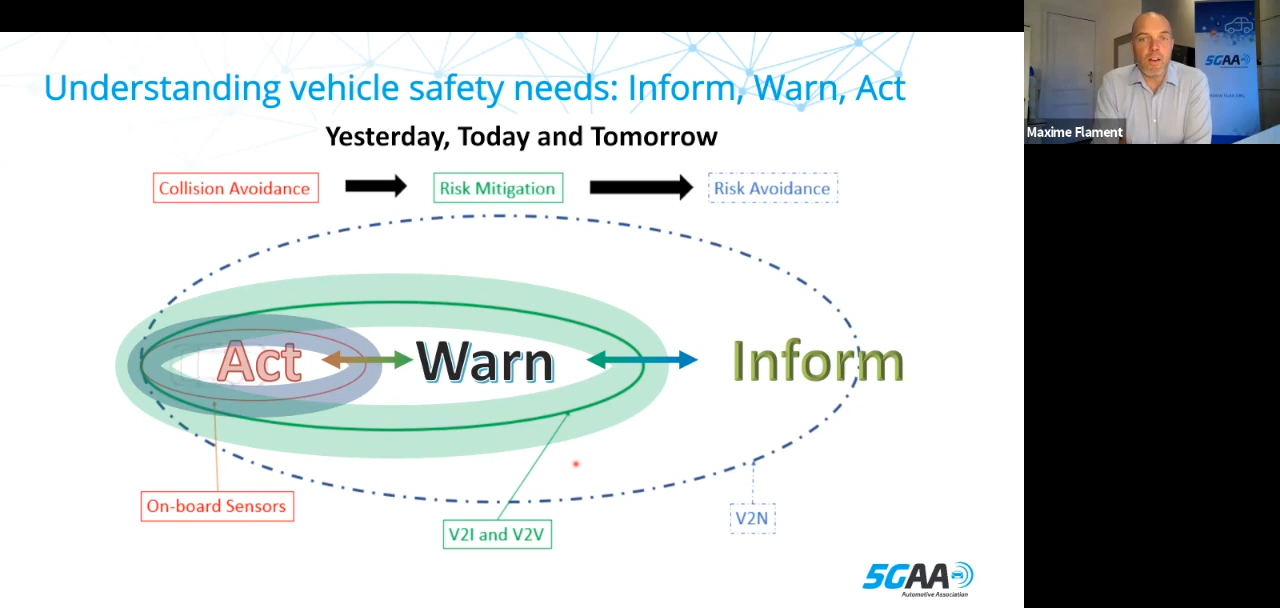 Understanding vehicle safety needs: Inform, Warn, Act
Yesterday, Today and Tomorrow
Collision Avoidance
Risk Mitigation
Risk Avoidance
Act
Warn
Inform
On-board Sensors
V2I and V2V
V2N
5GAA
Automotive Association
5GAA
Maxime Flament